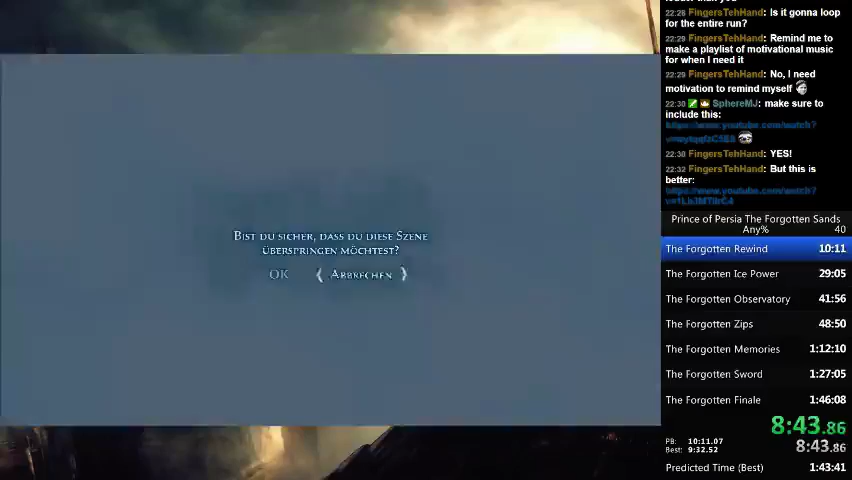 22:28 FingersTehHand: Is it gonna loop
for the entire run?
22:29 FingersTehHand: Remind me to
make a playlist of motivational music
for when I need it
22:29 FingersTehHand: No, I need
motivation to remind myself
22:30 SphereMJ: make sure to
include this:
22:30 FingersTehHand: YES!
22:32 FingersTehHand: But this is
better:
Prince of Persia The Forgotten Sands
Any% 40
The Forgotten Rewind 10:11
The Forgotten Ice Power 29:05
The Forgotten Observatory 41:56
The Forgotten Zips 48:50
The Forgotten Memories 1:12:10
The Forgotten Sword 1:27:05
The Forgotten Finale 1:46:08
8:43.86
PB: 10:11.07
Best: 9:32.52
8:43.86
Predicted Time (Best) 1:43:41
Bist du sicher, dass du diese Szene
überspringen möchtest?
OK ( Abbrechen )